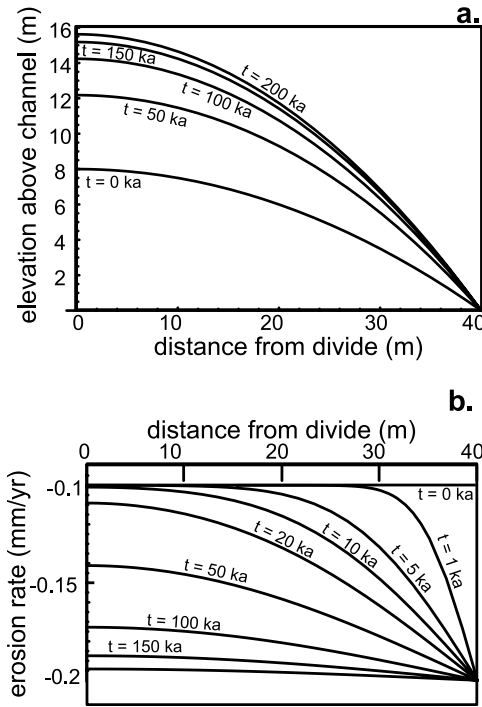 a.
elevation above channel (m)
16
14
12
10
8
6
4
2
t = 200 ka
t = 150 ka
t = 100 ka
t = 50 ka
t = 0 ka
0 10 20 30 40
distance from divide (m)
b.
distance from divide (m)
0 10 20 30 40
erosion rate (mm/yr)
-0.1
-0.15
-0.2
t = 0 ka
t = 1 ka
t = 5 ka
t = 10 ka
t = 20 ka
t = 50 ka
t = 100 ka
t = 150 ka